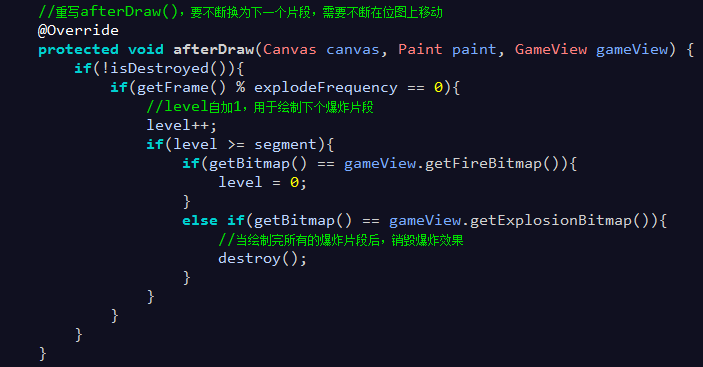 //重写afterDraw()，要不断换为下一个片段，需要不断在位图上移动
@Override
protected void afterDraw(Canvas canvas, Paint paint, GameView gameView) {
    if(!isDestroyed()){
        if(getFrame() % explodeFrequency == 0){
            //level自加1，用于绘制下个爆炸片段
            level++;
            if(level >= segment){
                if(getBitmap() == gameView.getFireBitmap()){
                    level = 0;
                }
                else if(getBitmap() == gameView.getExplosionBitmap()){
                    //当绘制完所有的爆炸片段后，销毁爆炸效果
                    destroy();
                }
            }
        }
    }
}